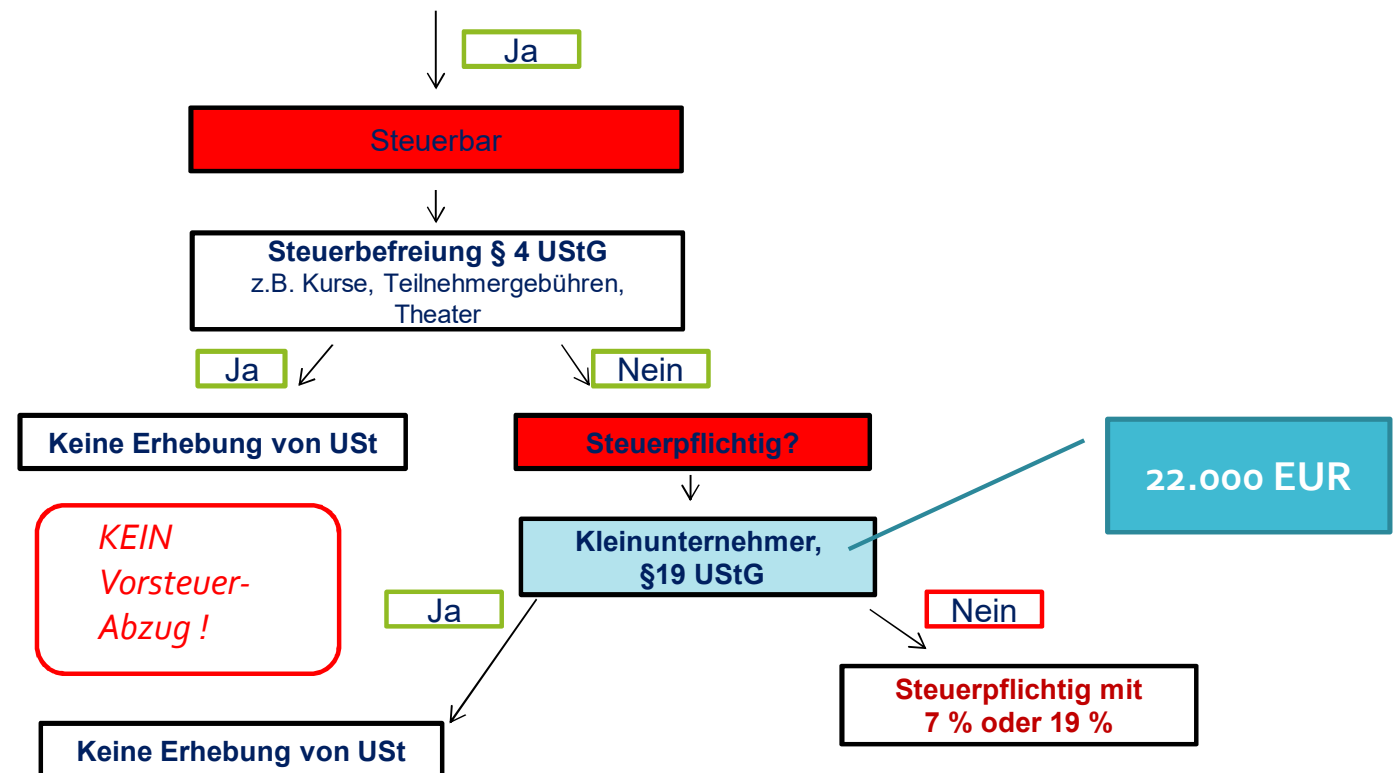 Ja
Steuerbar
Steuerbefreiung § 4 UStG
z.B. Kurse, Teilnehmergebühren,
Theater
Ja
Nein
Keine Erhebung von USt
Steuerpflichtig?
22.000 EUR
KEIN
Vorsteuer-
Abzug !
Kleinunternehmer,
§19 UStG
Ja
Nein
Steuerpflichtig mit
7 % oder 19 %
Keine Erhebung von USt